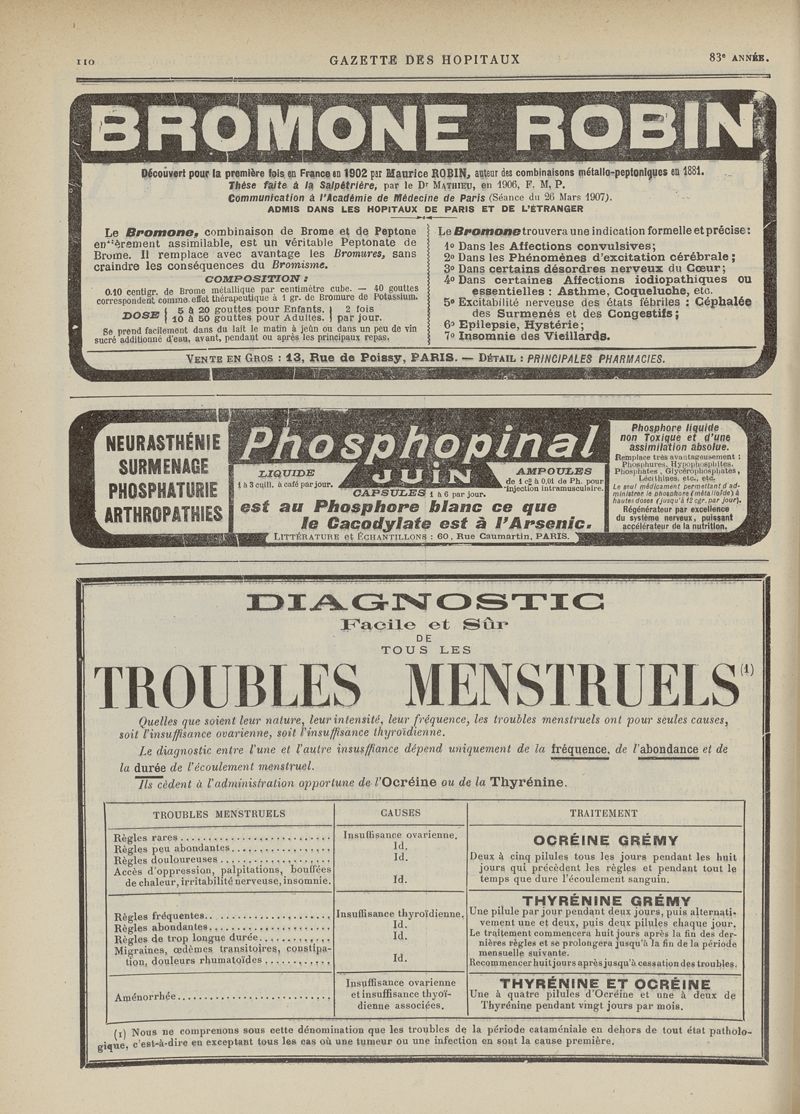 110
GAZETTE DES HOPITAUX
83e ANNÉE.
BROMONE ROBIN
Découvert pour la première fois en France en 1902 par Maurice ROBIN, auteur des combinaisons métallo-peptoniques en 1881.
Thèse faite à la Salpêtrière, par le Dr MATHIEU, en 1906, F. M, P.
Communication à l'Académie de Médecine de Paris (Séance du 26 Mars 1907).
ADMIS DANS LES HOPITAUX DE PARIS ET DE L'ÉTRANGER
Le Bromone, combinaison de Brome et de Peptone
entièrement assimilable, est un véritable Peptonate de
Brome. Il remplace avec avantage les Bromures, sans
craindre les conséquences du Bromisme.
COMPOSITION :
0.10 centigr. de Brome métallique par centimètre cube. — 40 gouttes
correspondent comme effet thérapeutique à 1 gr. de Bromure de Potassium.
DOSE { 5 à 20 gouttes pour Enfants. } 2 fois
{ 10 à 50 gouttes pour Adultes. } par jour.
Se prend facilement dans du lait le matin à jeûn ou dans un peu de vin
sucré additionné d'eau, avant, pendant ou après les principaux repas.
Le Bromone trouvera une indication formelle et précise:
1o Dans les Affections convulsives;
2o Dans les Phénomènes d'excitation cérébrale;
3o Dans certains désordres nerveux du Cœur;
4o Dans certaines Affections iodiopathiques ou
essentielles : Asthme, Coqueluche, etc.
5o Excitabilité nerveuse des états fébriles : Céphalée
des Surmenés et des Congestifs;
6o Epilepsie, Hystérie;
7o Insomnie des Vieillards.
VENTE EN GROS : 13, Rue de Poissy, PARIS. — DÉTAIL : PRINCIPALES PHARMACIES.
NEURASTHÉNIE
SURMENAGE
PHOSPHATURIE
ARTHROPATHIES
Phosphopinal
JUIN
LIQUIDE
1 à 3 cuill. à café par jour.
CAPSULES 1 à 6 par jour.
AMPOULES
de 1 c3 à 0,01 de Ph. pour
injection intramusculaire.
est au Phosphore blanc ce que
le Cacodylate est à l'Arsenic.
LITTÉRATURE et ÉCHANTILLONS : 60, Rue Caumartin, PARIS.
Phosphore liquide
non Toxique et d'une
assimilation absolue.
Remplace très avantageusement :
Phosphures, Hypophosphites,
Phosphates, Glycérophosphates,
Lécithines, etc., etc.
Le seul médicament permettant d'ad-
ministrer le phosphore (métalloïde) à
hautes doses (jusqu'à 12 cgr. par jour).
Régénérateur par excellence
du système nerveux, puissant
accélérateur de la nutrition.
DIAGNOSTIC
Facile et Sûr
DE
TOUS LES
TROUBLES MENSTRUELS(1)
Quelles que soient leur nature, leur intensité, leur fréquence, les troubles menstruels ont pour seules causes,
soit l'insuffisance ovarienne, soit l'insuffisance thyroïdienne.
Le diagnostic entre l'une et l'autre insusffiance dépend uniquement de la fréquence, de l'abondance et de
la durée de l'écoulement menstruel.
Ils cèdent à l'administration opportune de l'Ocréine ou de la Thyrénine.
TROUBLES MENSTRUELS
CAUSES
TRAITEMENT
Règles rares
Règles peu abondantes
Règles douloureuses
Accès d'oppression, palpitations, bouffées
de chaleur, irritabilité nerveuse, insomnie.
Insuffisance ovarienne.
Id.
Id.
Id.
OCRÉINE GRÉMY
Deux à cinq pilules tous les jours pendant les huit
jours qui précèdent les règles et pendant tout le
temps que dure l'écoulement sanguin.
Règles fréquentes
Règles abondantes
Règles de trop longue durée
Migraines, œdèmes transitoires, constipa-
tion, douleurs rhumatoïdes
Insuffisance thyroïdienne.
Id.
Id.
Id.
THYRÉNINE GRÉMY
Une pilule par jour pendant deux jours, puis alternati-
vement une et deux, puis deux pilules chaque jour.
Le traitement commencera huit jours après la fin des der-
nières règles et se prolongera jusqu'à la fin de la période
mensuelle suivante.
Recommencer huit jours après jusqu'à cessation des troubles.
Aménorrhée
Insuffisance ovarienne
et insuffisance thyoï-
dienne associées.
THYRÉNINE ET OCRÉINE
Une à quatre pilules d'Ocréine et une à deux de
Thyrénine pendant vingt jours par mois.
(1) Nous ne comprenons sous cette dénomination que les troubles de la période cataméniale en dehors de tout état patholo-
gique, c'est-à-dire en exceptant tous les cas où une tumeur ou une infection en sont la cause première.